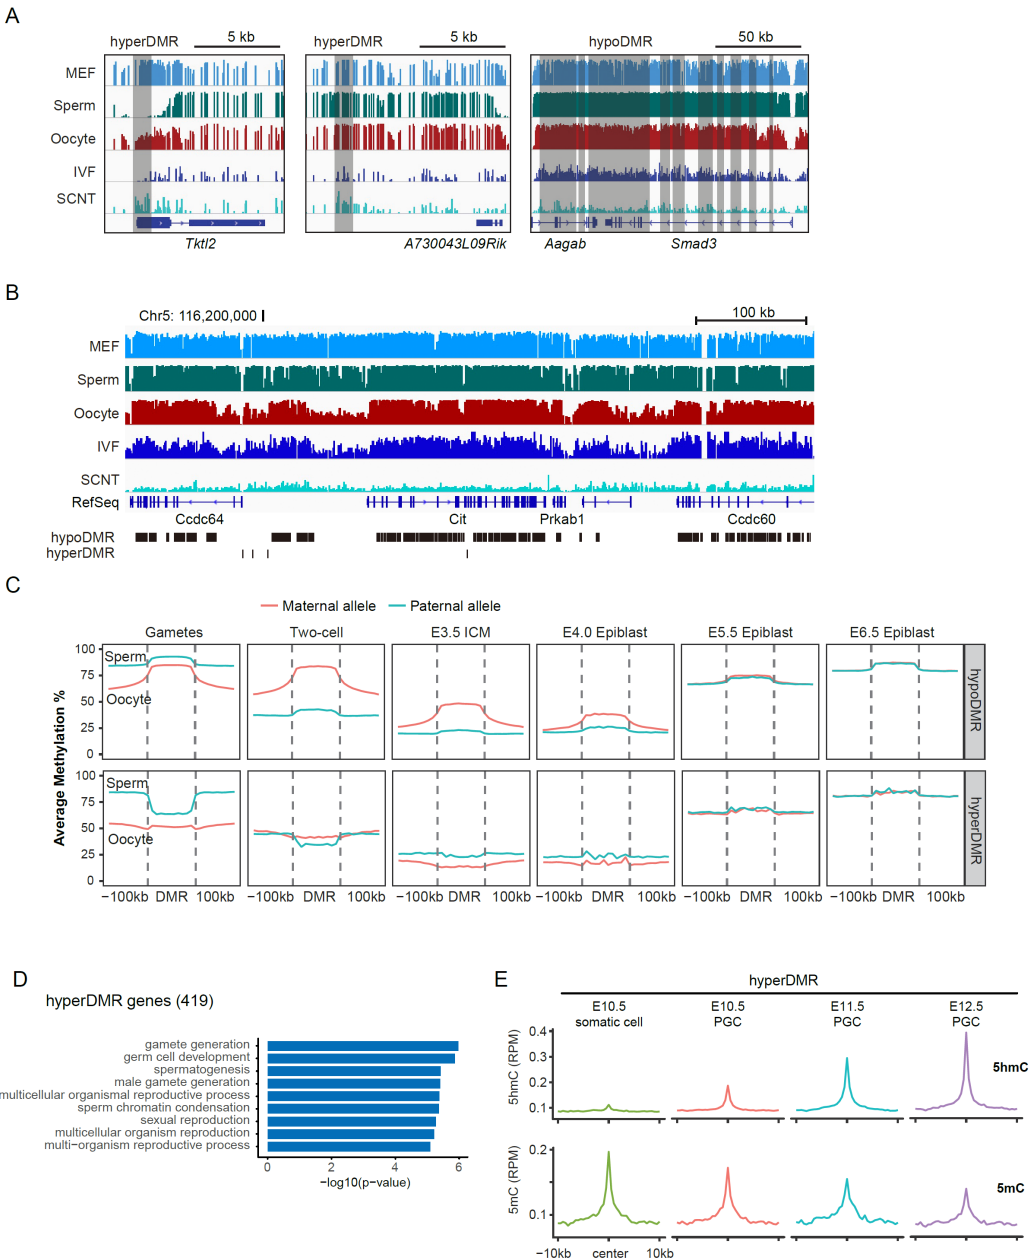 A
hyperDMR 5 kb hyperDMR 5 kb hypoDMR 50 kb
MEF
Sperm
Oocyte
IVF
SCNT
Tktl2 A730043L09Rik Aagab Smad3
B
Chr5: 116,200,000 100 kb
MEF
Sperm
Oocyte
IVF
SCNT
RefSeq
Ccdc64 Cit Prkab1 Ccdc60
hypoDMR
hyperDMR
C
Maternal allele Paternal allele
Gametes Two-cell E3.5 ICM E4.0 Epiblast E5.5 Epiblast E6.5 Epiblast
Average Methylation %
100
75
50
25
0
Sperm
Oocyte
hypoDMR
100
75
50
25
0
Sperm
Oocyte
hyperDMR
−100kb DMR 100kb −100kb DMR 100kb −100kb DMR 100kb −100kb DMR 100kb −100kb DMR 100kb −100kb DMR 100kb
D
hyperDMR genes (419)
gamete generation
germ cell development
spermatogenesis
male gamete generation
multicellular organismal reproductive process
sperm chromatin condensation
sexual reproduction
multicellular organism reproduction
multi−organism reproductive process
0 2 4 6
−log10(p−value)
E
hyperDMR
E10.5 E10.5 E11.5 E12.5
somatic cell PGC PGC PGC
5hmC (RPM)
0.4
0.3
0.2
0.1
5hmC
5mC (RPM)
0.2
0.1
5mC
−10kb center 10kb